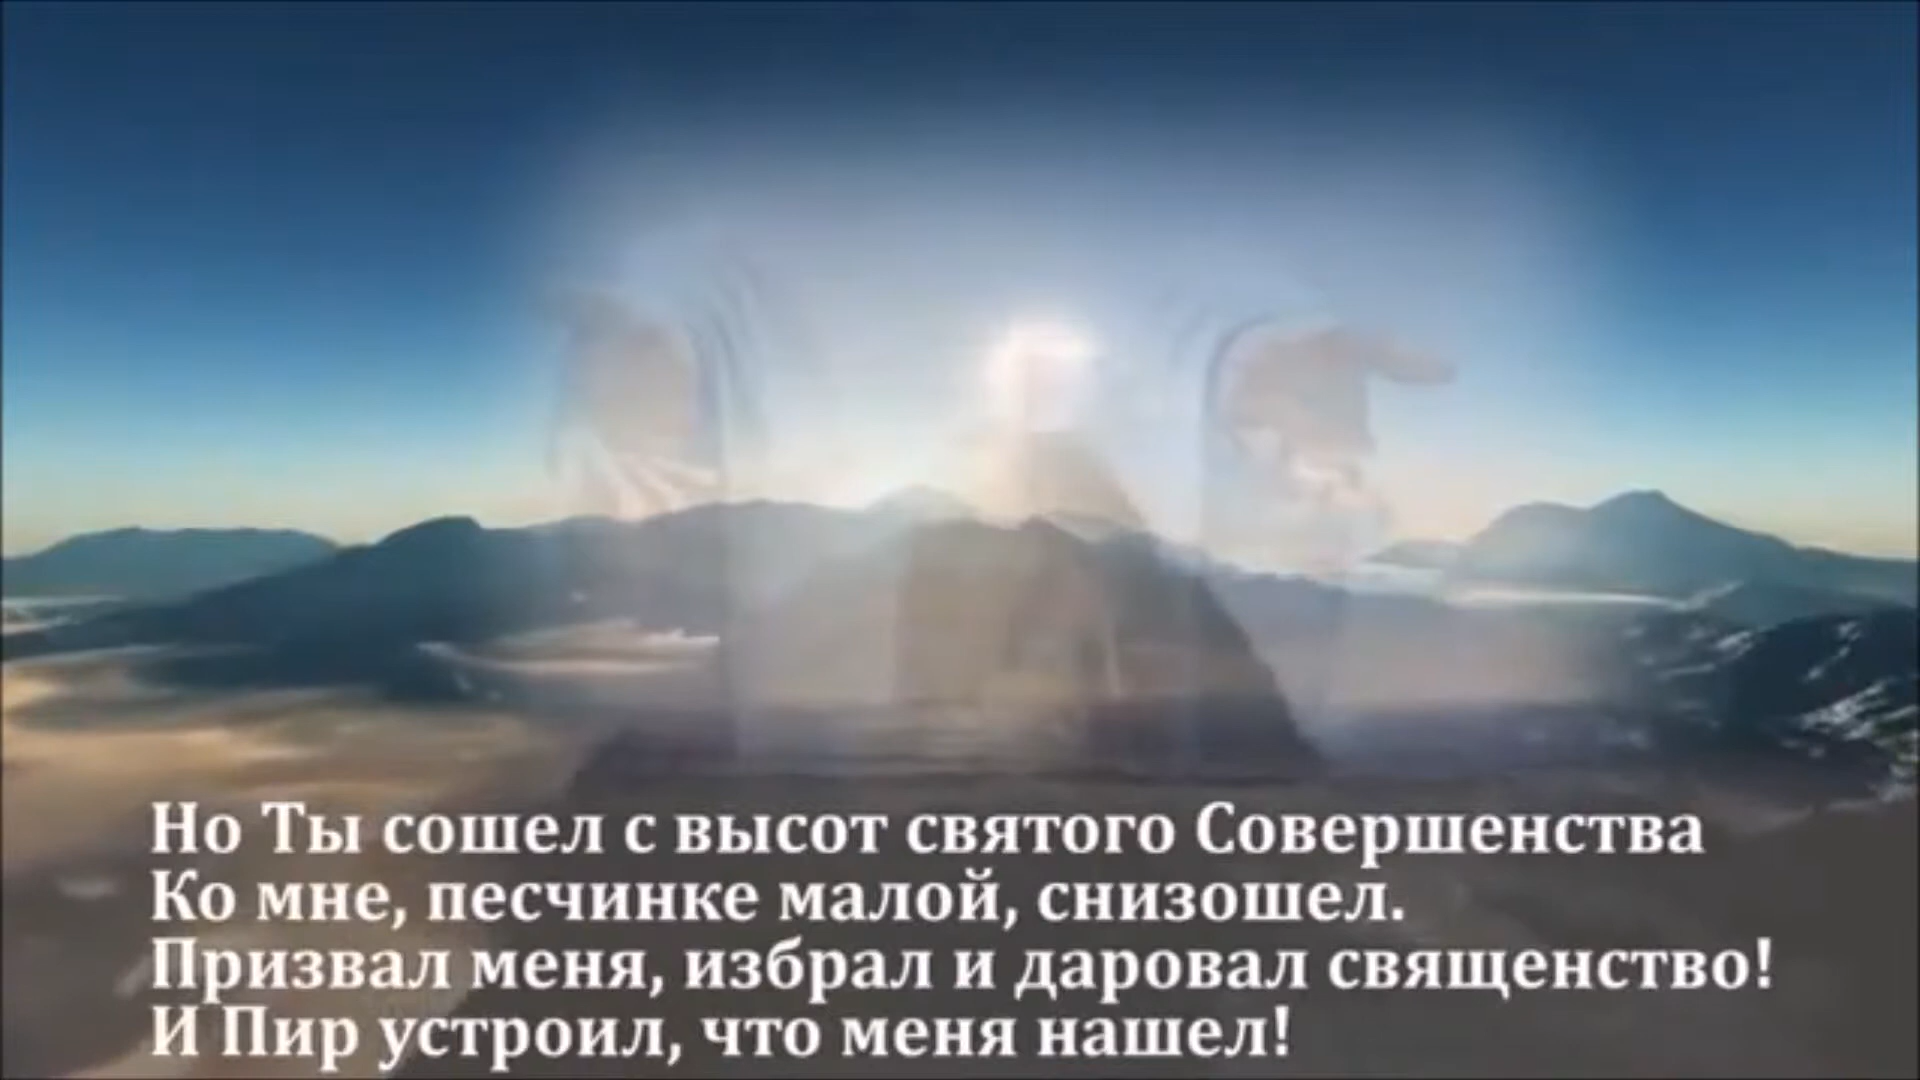 Но Ты сошел с высот святого Совершенства
Ко мне, песчинке малой, снизошел.
Призвал меня, избрал и даровал священство!
И Пир устроил, что меня нашел!